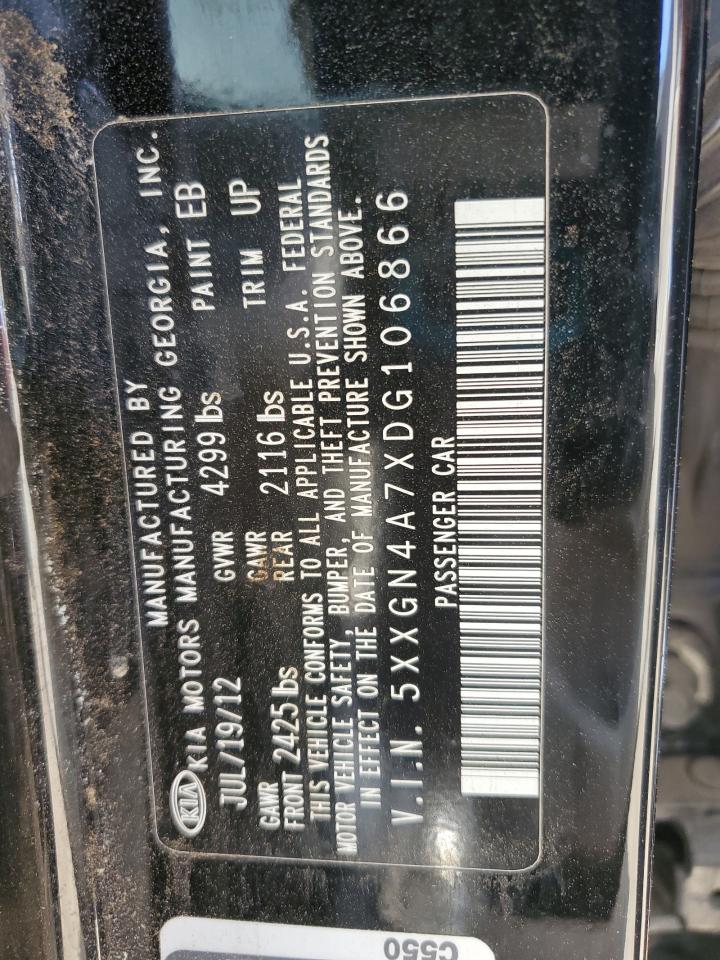 MANUFACTURED BY
KIA KIA MOTORS MANUFACTURING GEORGIA, INC.
JUL/19/12 GVWR 4299 lbs PAINT EB
GAWR GAWR TRIM UP
FRONT 2425 lbs REAR 2116 lbs
THIS VEHICLE CONFORMS TO ALL APPLICABLE U.S.A. FEDERAL
MOTOR VEHICLE SAFETY, BUMPER, AND THEFT PREVENTION STANDARDS
IN EFFECT ON THE DATE OF MANUFACTURE SHOWN ABOVE.
V.I.N. 5XXGN4A7XDG106866
PASSENGER CAR
C550